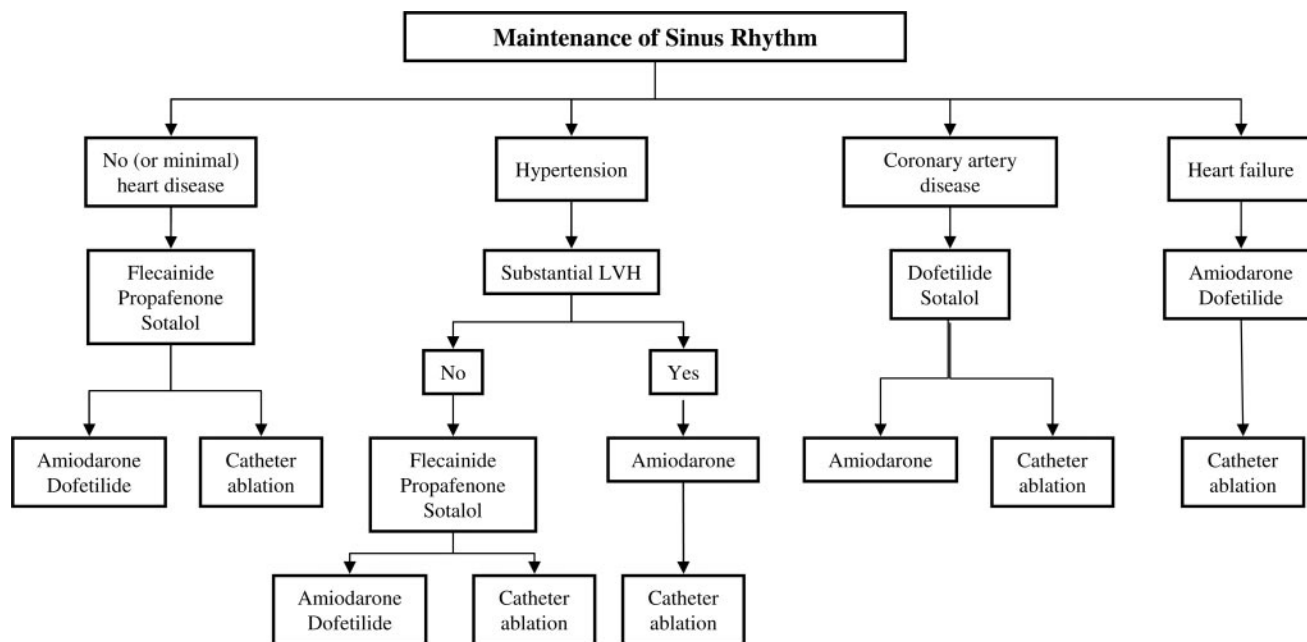 Maintenance of Sinus Rhythm
No (or minimal)
heart disease
Hypertension
Coronary artery
disease
Heart failure
Flecainide
Propafenone
Sotalol
Substantial LVH
Dofetilide
Sotalol
Amiodarone
Dofetilide
No
Yes
Amiodarone
Dofetilide
Catheter
ablation
Flecainide
Propafenone
Sotalol
Amiodarone
Amiodarone
Catheter
ablation
Catheter
ablation
Amiodarone
Dofetilide
Catheter
ablation
Catheter
ablation